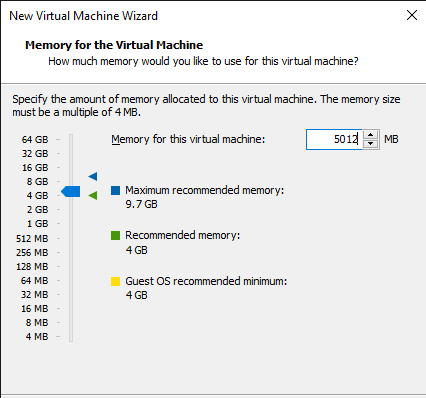 New Virtual Machine Wizard
Memory for the Virtual Machine
How much memory would you like to use for this virtual machine?
Specify the amount of memory allocated to this virtual machine. The memory size
must be a multiple of 4 MB.
64 GB
Memory for this virtual machine: 5012 MB
32 GB
16 GB
8 GB
4 GB
2 GB
1 GB
512 MB
256 MB
128 MB
64 MB
32 MB
16 MB
8 MB
4 MB
Maximum recommended memory:
9.7 GB
Recommended memory:
4 GB
Guest OS recommended minimum:
4 GB